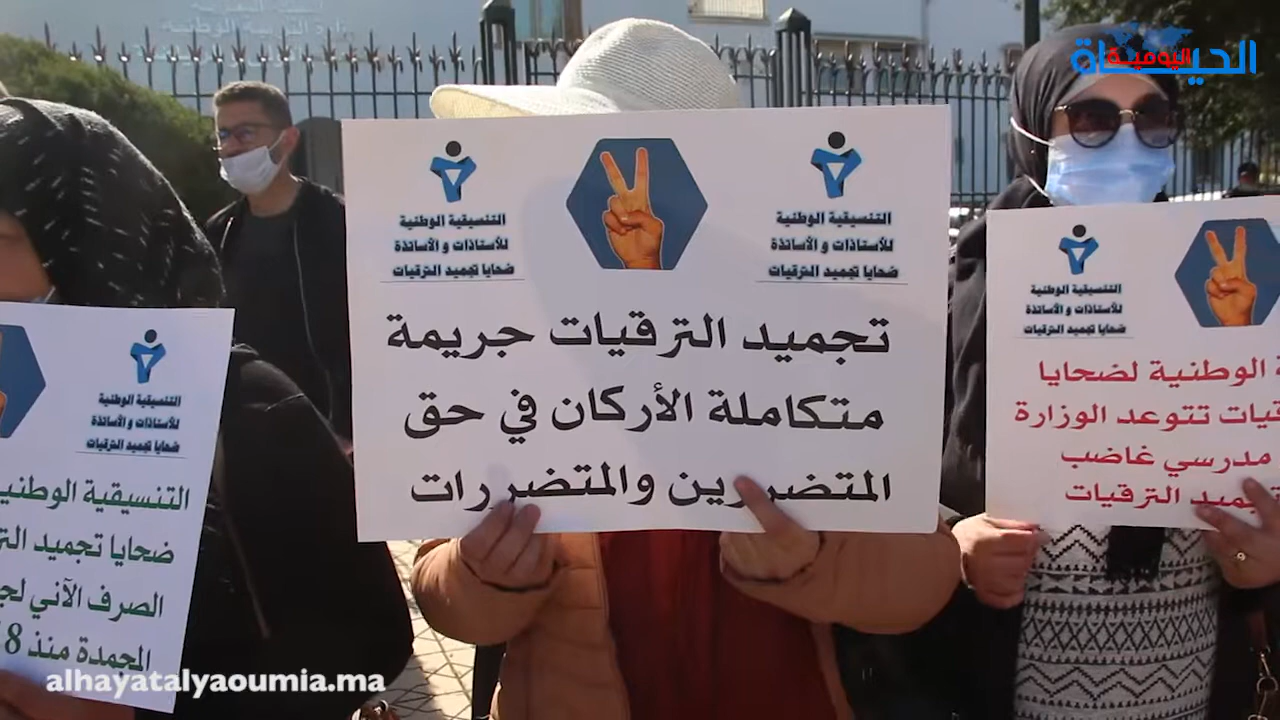 الحياة
اليومية
التنسيقية الوطنية
للأستاذات و الأساتذة
ضحايا تجميد الترقيات
التنسيقية الوطنية
للأستاذات و الأساتذة
ضحايا تجميد الترقيات
تجميد الترقيات جريمة
متكاملة الأركان في حق
المتضررين والمتضررات
التنسيقية الوطنية
للأستاذات و الأساتذة
ضحايا تجميد الترقيات
الوطنية لضحايا
تتوعد الوزارة
مدرسي غاضب
تجميد الترقيات
التنسيقية الوطنية
للأستاذات و الأساتذة
ضحايا تجميد الترقيات
التنسيقية
ضحايا تجميد
الصرف الآني
المجمدة منذ
alhayatalyaoumia.ma